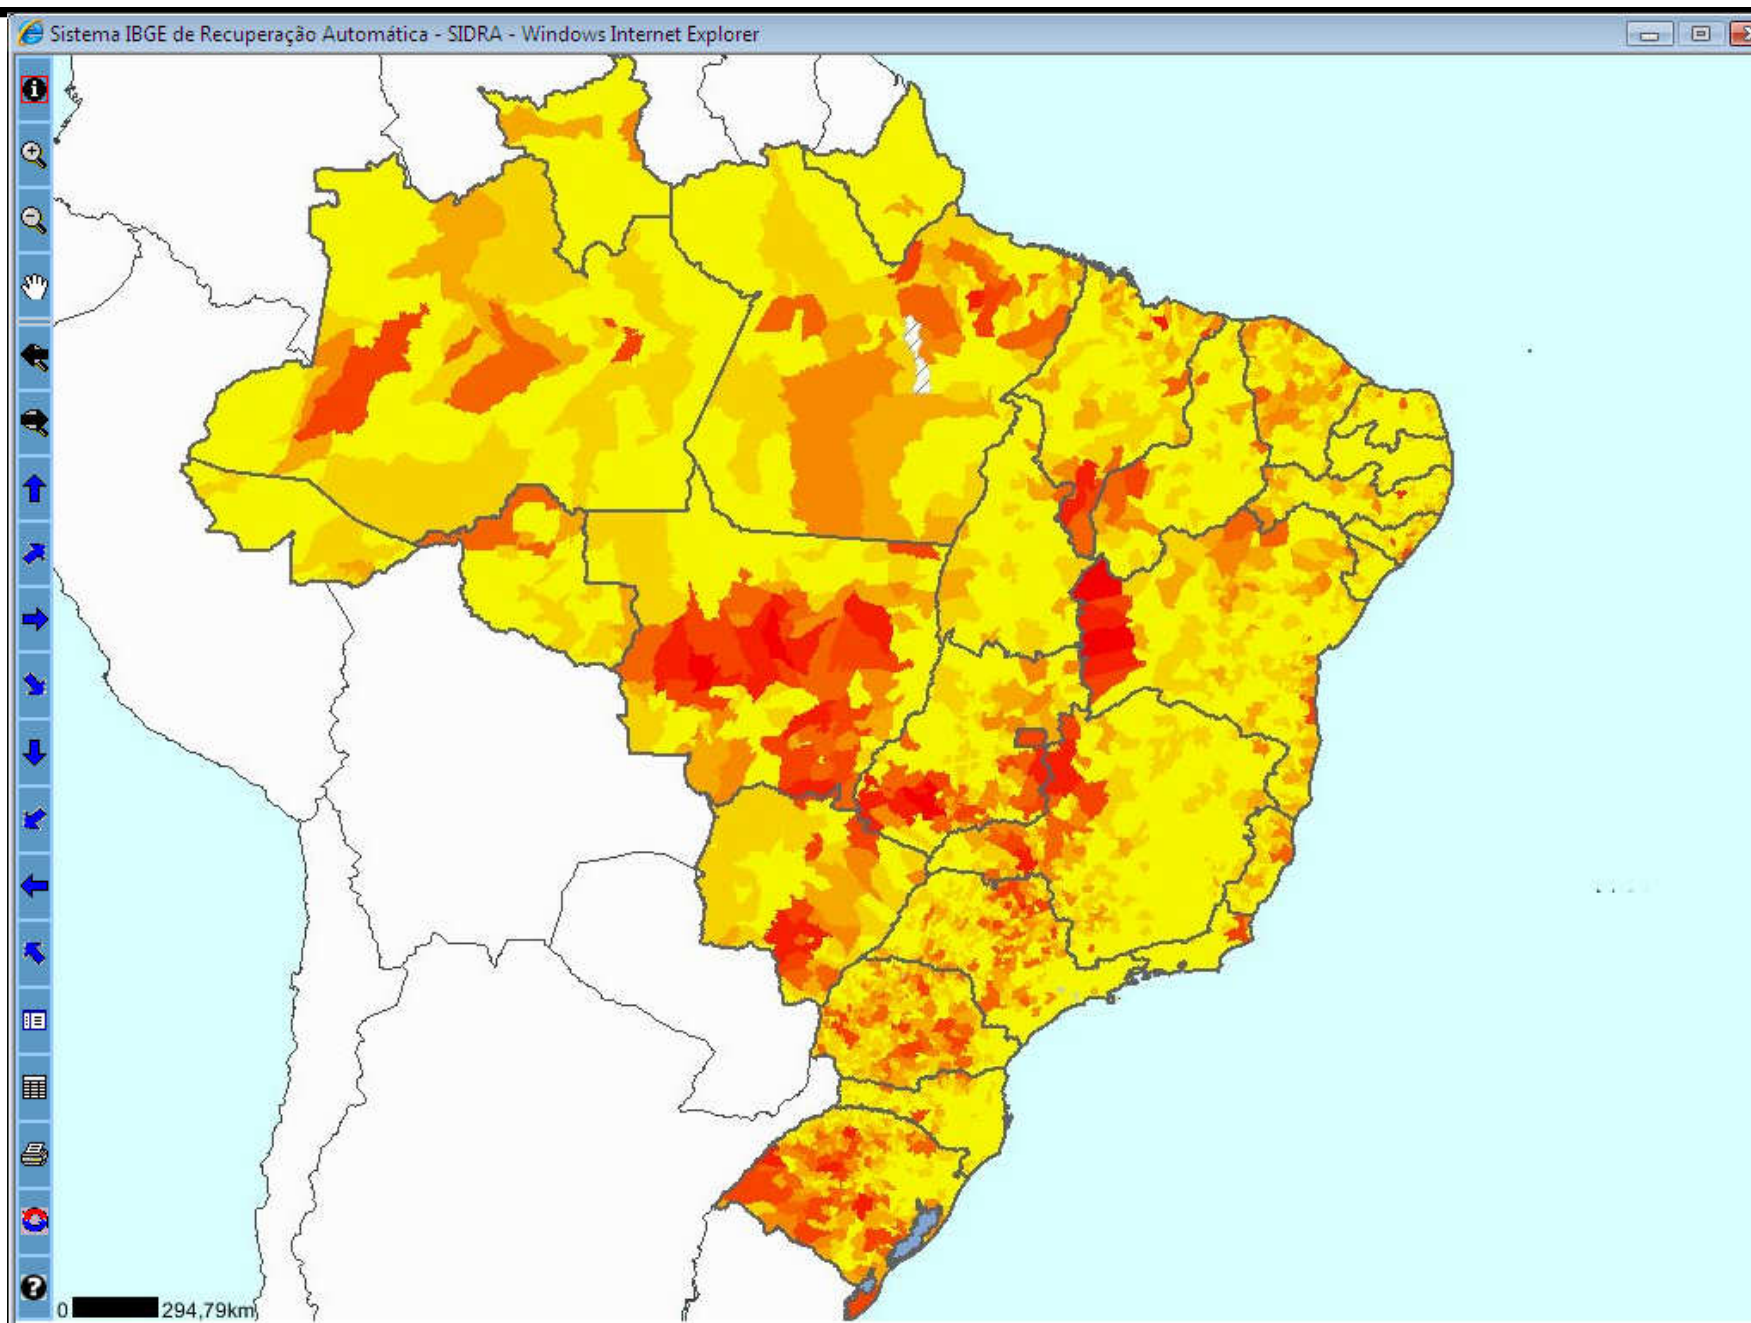 Sistema IBGE de Recuperação Automática - SIDRA - Windows Internet Explorer
0 294,79km